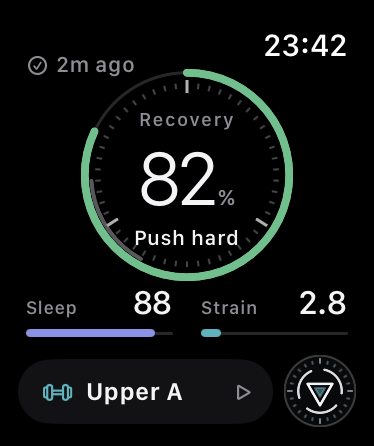 23:42
2m ago
Recovery
82%
Push hard
Sleep 88
Strain 2.8
Upper A